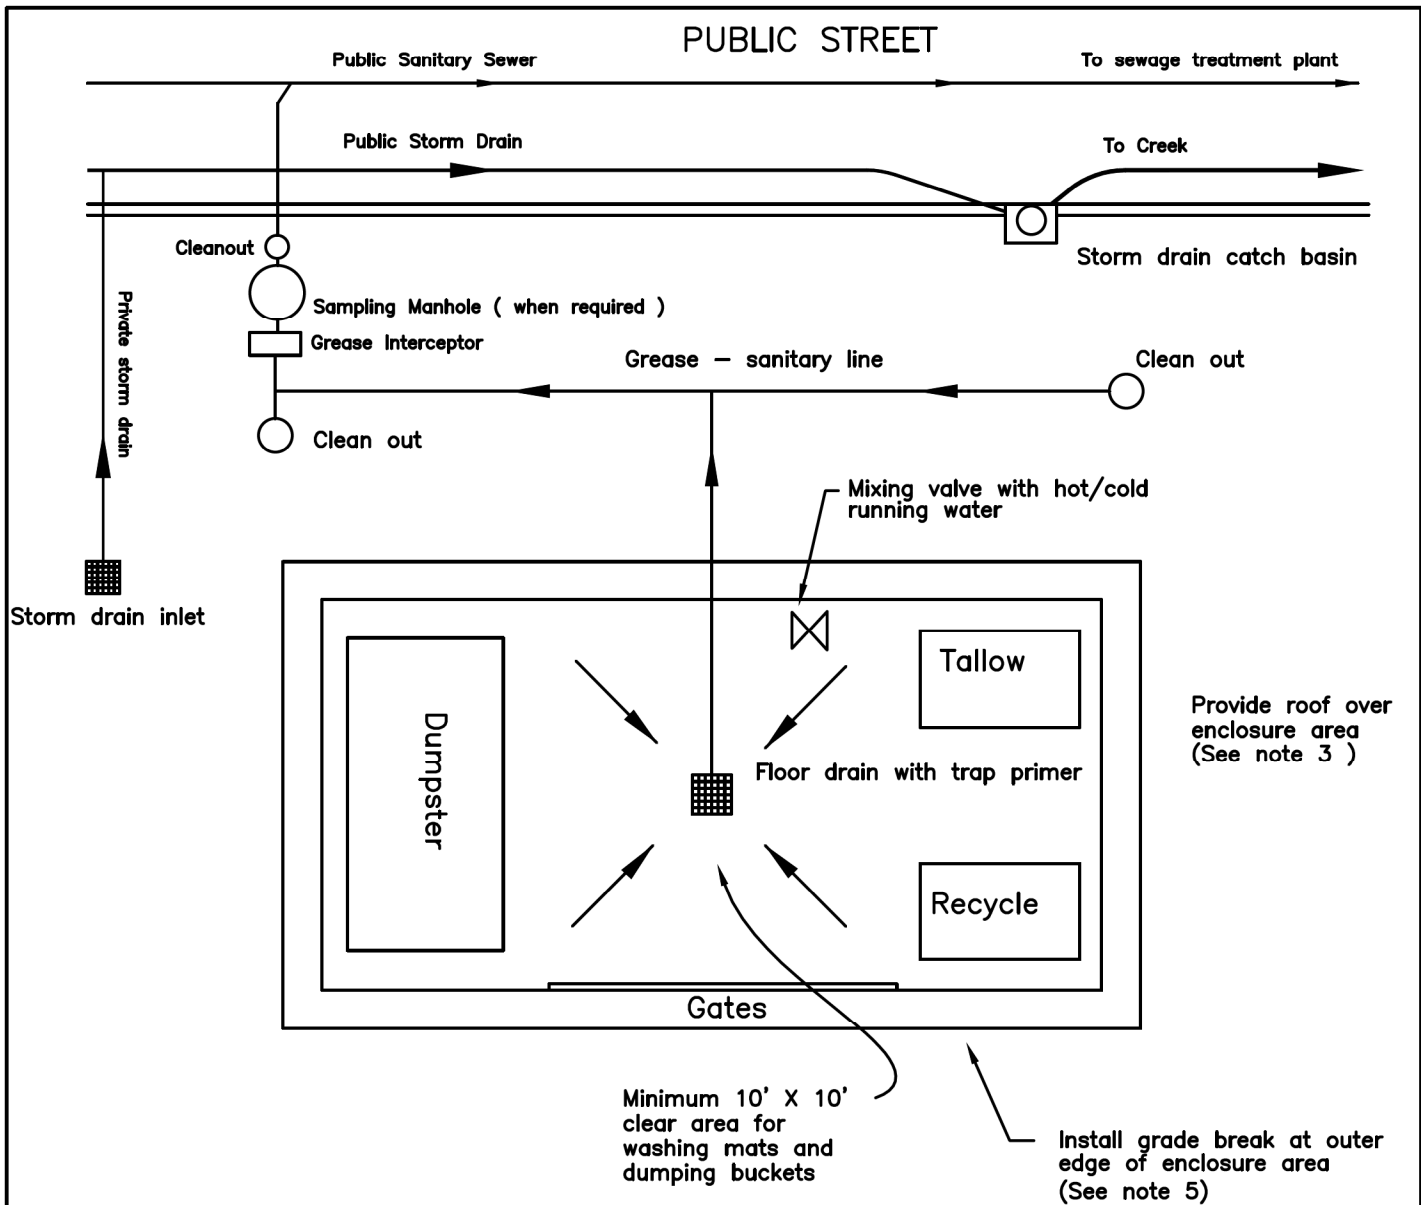 PUBLIC STREET
Public Sanitary Sewer
To sewage treatment plant
Public Storm Drain
To Creek
Cleanout
Storm drain catch basin
Private storm drain
Sampling Manhole ( when required )
Grease Interceptor
Grease – sanitary line
Clean out
Clean out
Mixing valve with hot/cold
running water
Storm drain inlet
Tallow
Dumpster
Provide roof over
enclosure area
(See note 3 )
Floor drain with trap primer
Recycle
Gates
Minimum 10' X 10'
clear area for
washing mats and
dumping buckets
Install grade break at outer
edge of enclosure area
(See note 5)